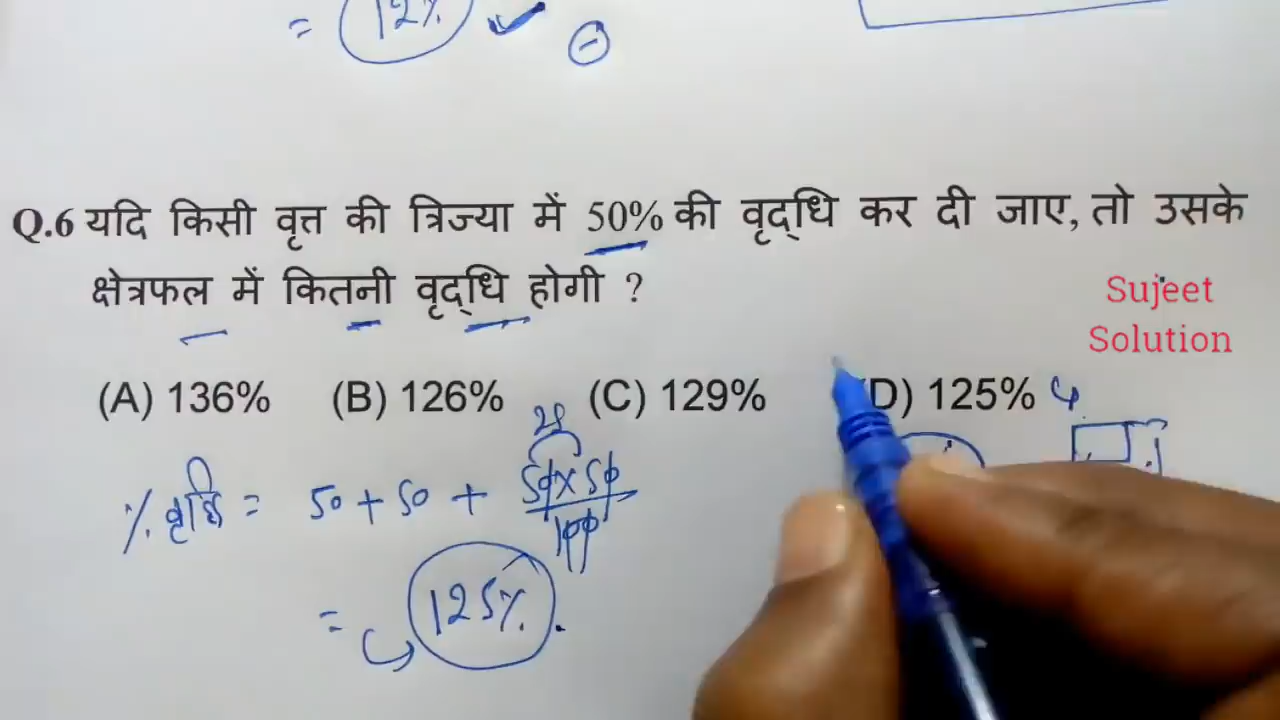 = 12%
Q.6 यदि किसी वृत्त की त्रिज्या में 50% की वृद्धि कर दी जाए, तो उसके
क्षेत्रफल में कितनी वृद्धि होगी ?
Sujeet
Solution
(A) 136% (B) 126% (C) 129% (D) 125%
25
% वृद्धि = 50 + 50 + 50 x 50
100
= 125%